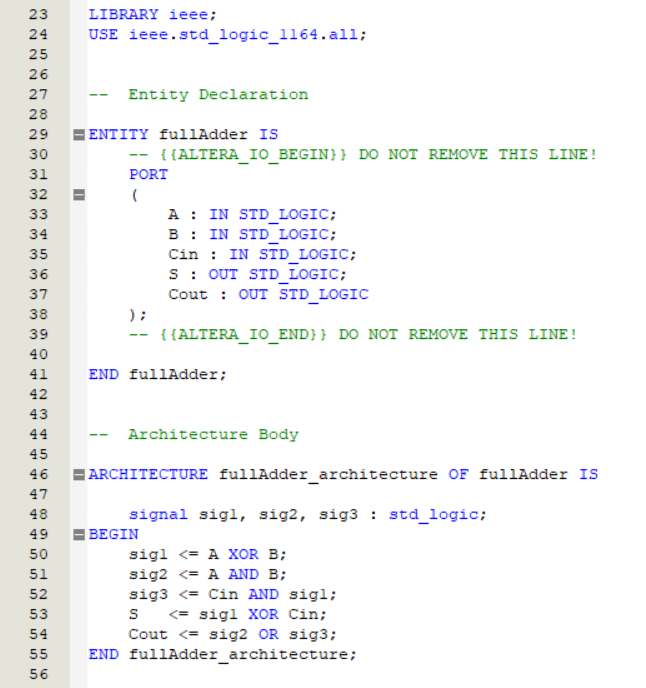 23 LIBRARY ieee;
24 USE ieee.std_logic_1164.all;
25
26
27 --  Entity Declaration
28
29 ENTITY fullAdder IS
30     -- {{ALTERA_IO_BEGIN}} DO NOT REMOVE THIS LINE!
31     PORT
32     (
33         A : IN STD_LOGIC;
34         B : IN STD_LOGIC;
35         Cin : IN STD_LOGIC;
36         S : OUT STD_LOGIC;
37         Cout : OUT STD_LOGIC
38     );
39     -- {{ALTERA_IO_END}} DO NOT REMOVE THIS LINE!
40
41 END fullAdder;
42
43
44 --  Architecture Body
45
46 ARCHITECTURE fullAdder_architecture OF fullAdder IS
47
48     signal sig1, sig2, sig3 : std_logic;
49 BEGIN
50     sig1 <= A XOR B;
51     sig2 <= A AND B;
52     sig3 <= Cin AND sig1;
53     S   <= sig1 XOR Cin;
54     Cout <= sig2 OR sig3;
55 END fullAdder_architecture;
56